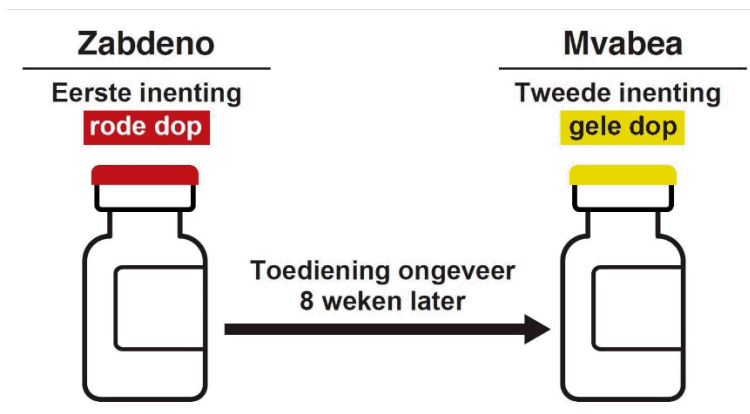 Zabdeno
Eerste inenting
rode dop
Mvabea
Tweede inenting
gele dop
Toediening ongeveer
8 weken later